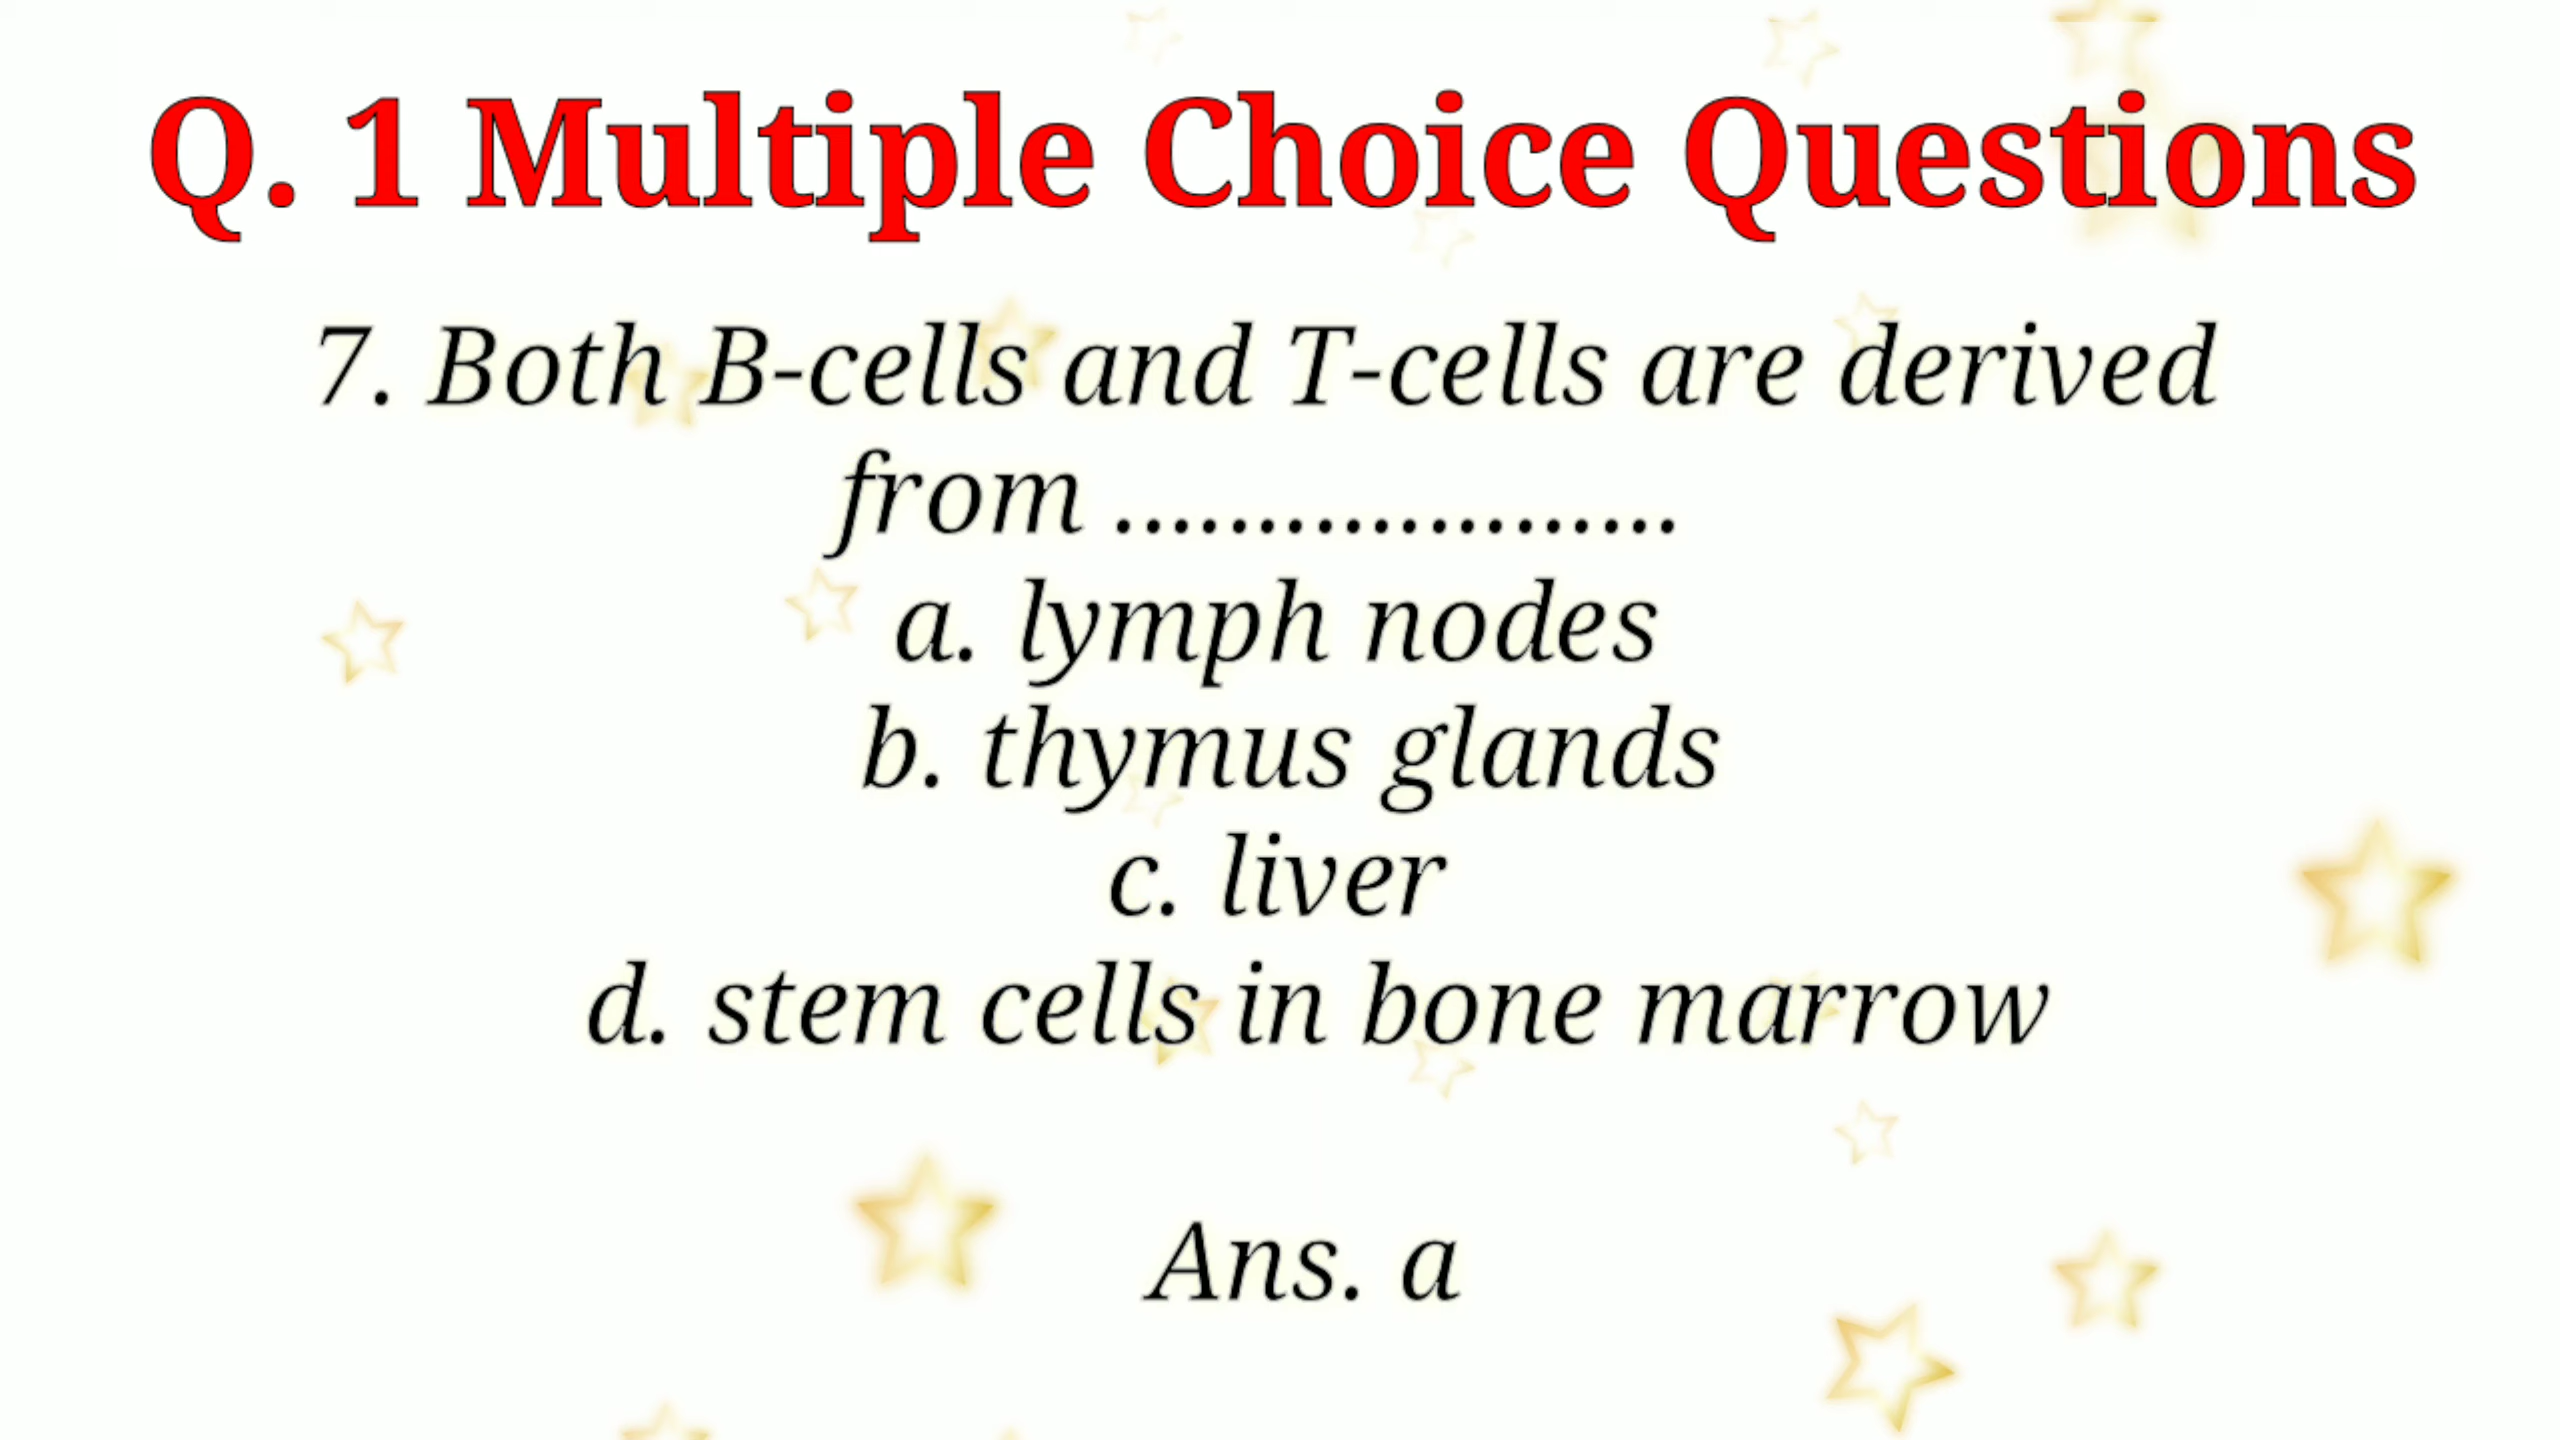 Q. 1 Multiple Choice Questions
7. Both B-cells and T-cells are derived
from ....................
a. lymph nodes
b. thymus glands
c. liver
d. stem cells in bone marrow
Ans. a